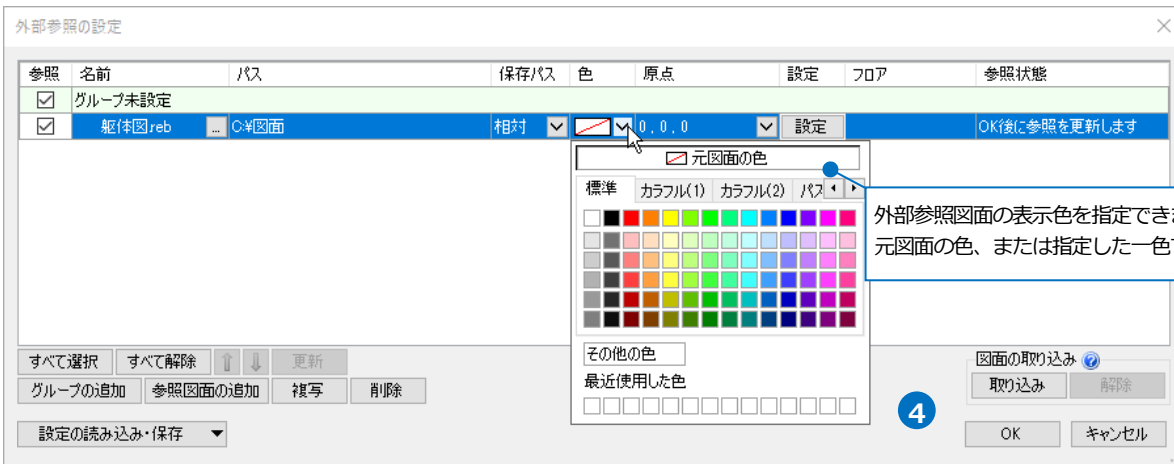 外部参照の設定
参照 名前 パス 保存パス 色 原点 設定 フロア 参照状態
グループ未設定
躯体図.reb ... C:¥図面 相対 0, 0, 0 設定 OK後に参照を更新します
元図面の色
標準 カラフル(1) カラフル(2) パス
外部参照図面の表示色を指定でき
元図面の色、または指定した一色
その他の色
最近使用した色
すべて選択 すべて解除 更新
グループの追加 参照図面の追加 複写 削除
図面の取り込み
取り込み 解除
4
設定の読み込み・保存
OK キャンセル